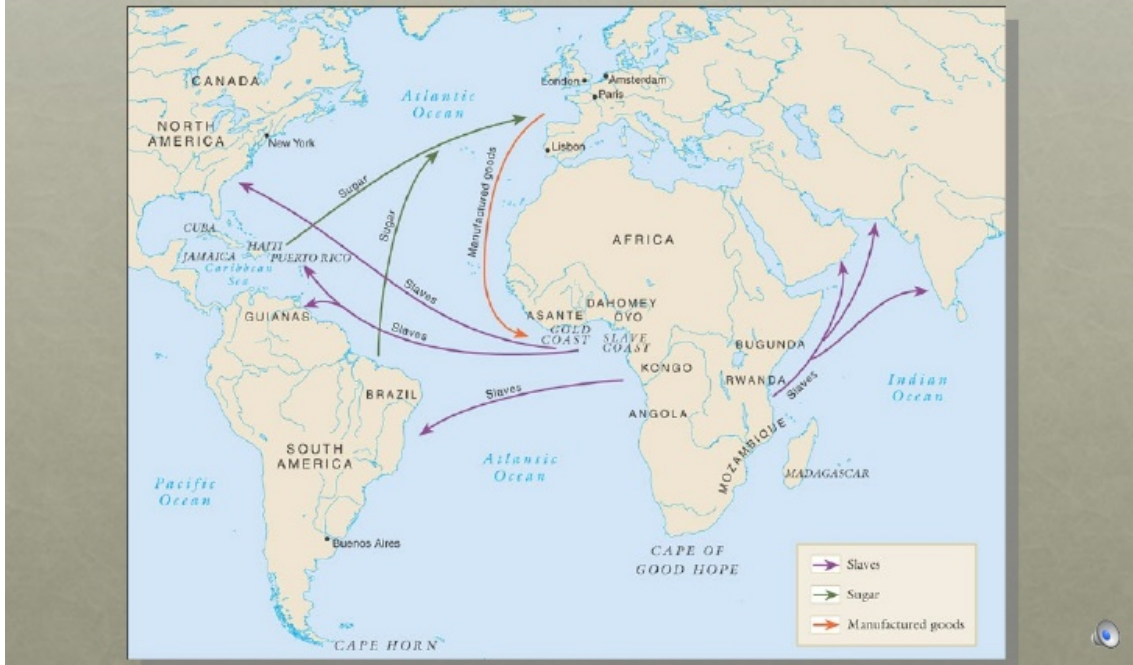 CANADA
NORTH
AMERICA
New York
Atlantic
Ocean
London
Amsterdam
Paris
Lisbon
Sugar
Sugar
Manufactured goods
CUBA
HAITI
JAMAICA
PUERTO RICO
Caribbean
Sea
Slaves
Slaves
GUIANAS
AFRICA
ASANTE
DAHOMEY
OYO
GOLD
COAST
SLAVE
COAST
BUGUNDA
KONGO
RWANDA
Slaves
Slaves
Indian
Ocean
BRAZIL
ANGOLA
SOUTH
AMERICA
Atlantic
Ocean
MOZAMBIQUE
MADAGASCAR
Pacific
Ocean
Buenos Aires
CAPE OF
GOOD HOPE
CAPE HORN
Slaves
Sugar
Manufactured goods